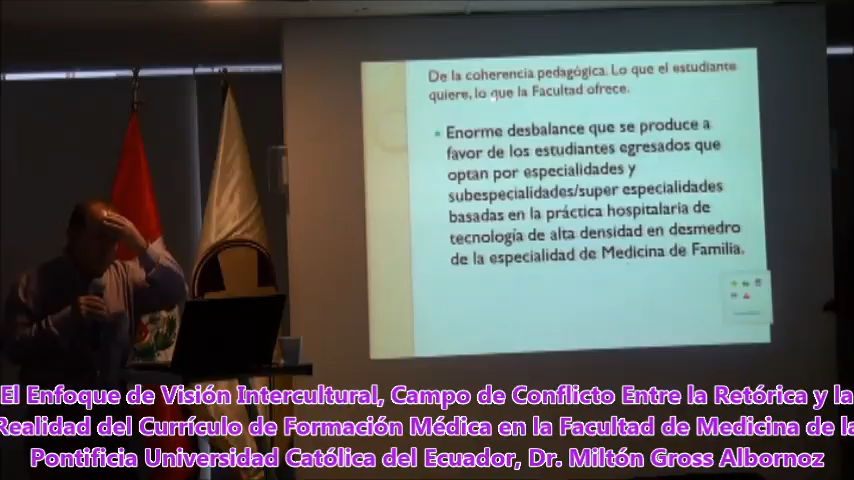 De la coherencia pedagógica. Lo que el estudiante
quiere, lo que la Facultad ofrece.
Enorme desbalance que se produce a
favor de los estudiantes egresados que
optan por especialidades y
subespecialidades/super especialidades
basadas en la práctica hospitalaria de
tecnología de alta densidad en desmedro
de la especialidad de Medicina de Familia.
El Enfoque de Visión Intercultural, Campo de Conflicto Entre la Retórica y la
Realidad del Currículo de Formación Médica en la Facultad de Medicina de la
Pontificia Universidad Católica del Ecuador, Dr. Miltón Gross Albornoz